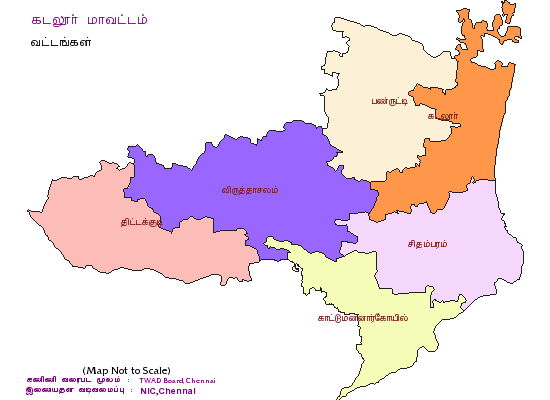 கடலூர் மாவட்டம்
வட்டங்கள்
பண்ருட்டி
கடலூர்
விருத்தாசலம்
திட்டக்குடி
சிதம்பரம்
காட்டுமன்னார்கோயில்
(Map Not to Scale)
கணினி வரைபட மூலம் : TWAD Board,Chennai
இணையதள வடிவமைப்பு : NIC,Chennai